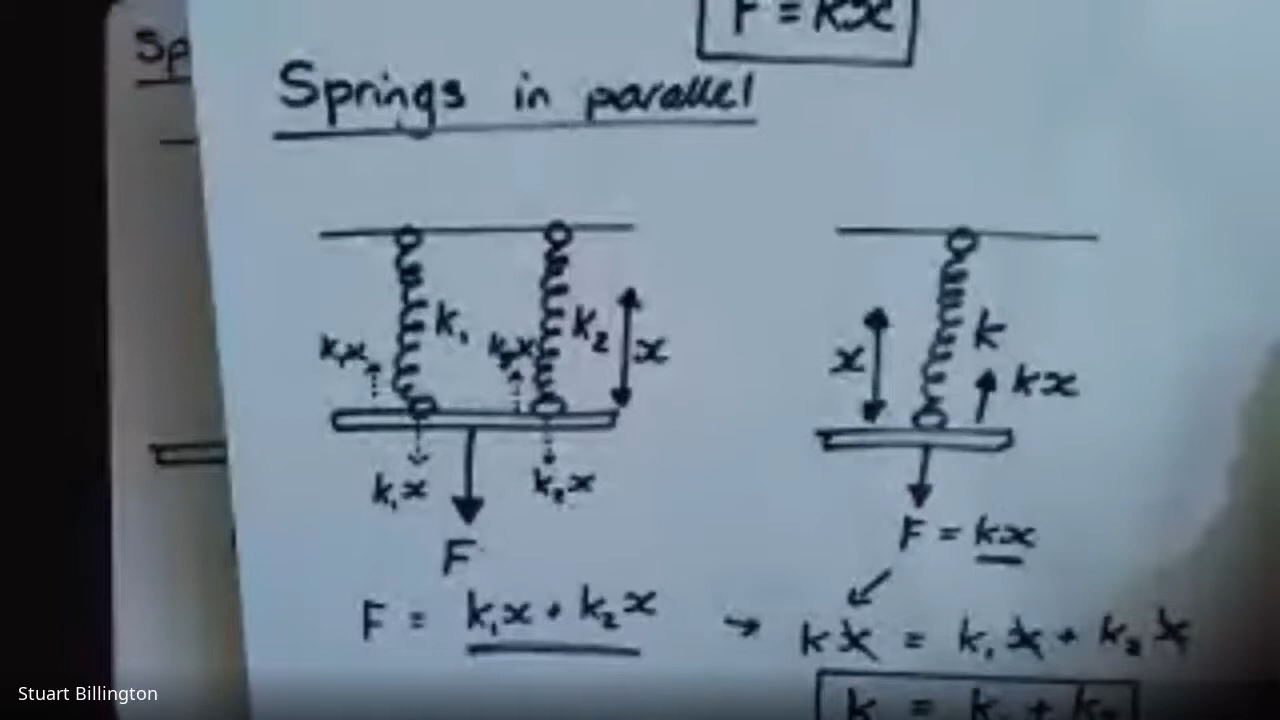 F = kx
Sp
Springs in parallel
k₁ k₂ x
k₁x k₂x
k₁x k₂x
F
F = k₁x + k₂x
x k kx
F = kx
→ kx = k₁x + k₂x
k = k₁ + k₂
Stuart Billington